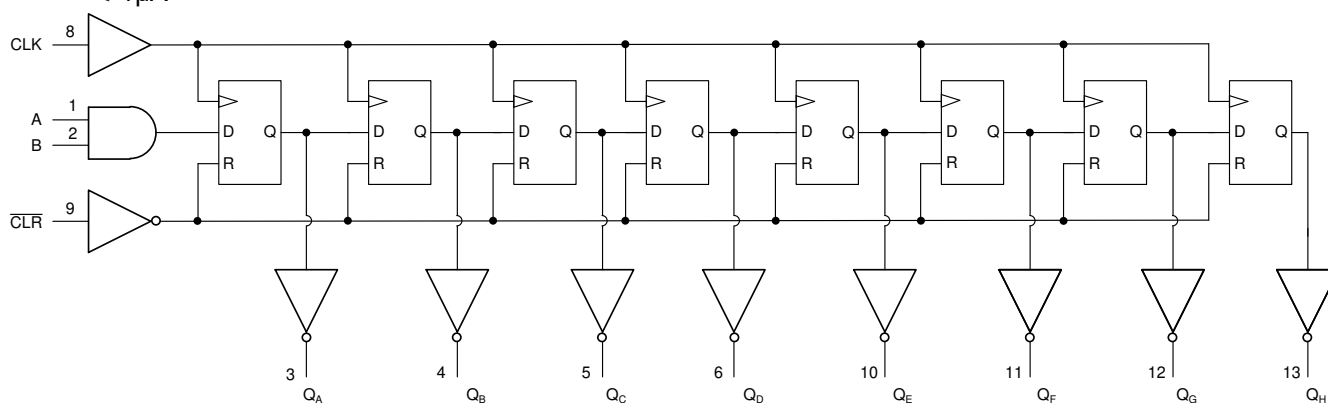 CLK 8
A 1
B 2
D Q D Q D Q D Q D Q D Q D Q D Q
R R R R R R R R
CLR 9
3 4 5 6 10 11 12 13
QA QB QC QD QE QF QG QH